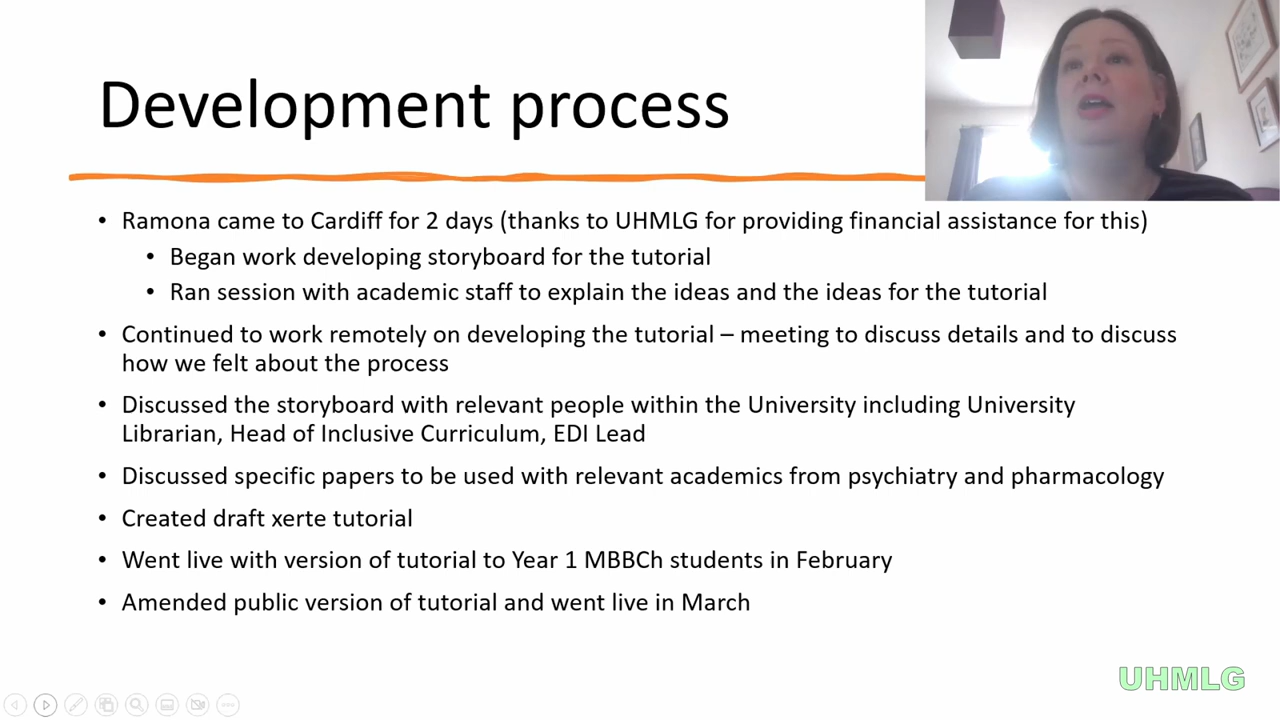 Development process
• Ramona came to Cardiff for 2 days (thanks to UHMLG for providing financial assistance for this)
• Began work developing storyboard for the tutorial
• Ran session with academic staff to explain the ideas and the ideas for the tutorial
• Continued to work remotely on developing the tutorial – meeting to discuss details and to discuss
how we felt about the process
• Discussed the storyboard with relevant people within the University including University
Librarian, Head of Inclusive Curriculum, EDI Lead
• Discussed specific papers to be used with relevant academics from psychiatry and pharmacology
• Created draft xerte tutorial
• Went live with version of tutorial to Year 1 MBBCh students in February
• Amended public version of tutorial and went live in March
UHMLG